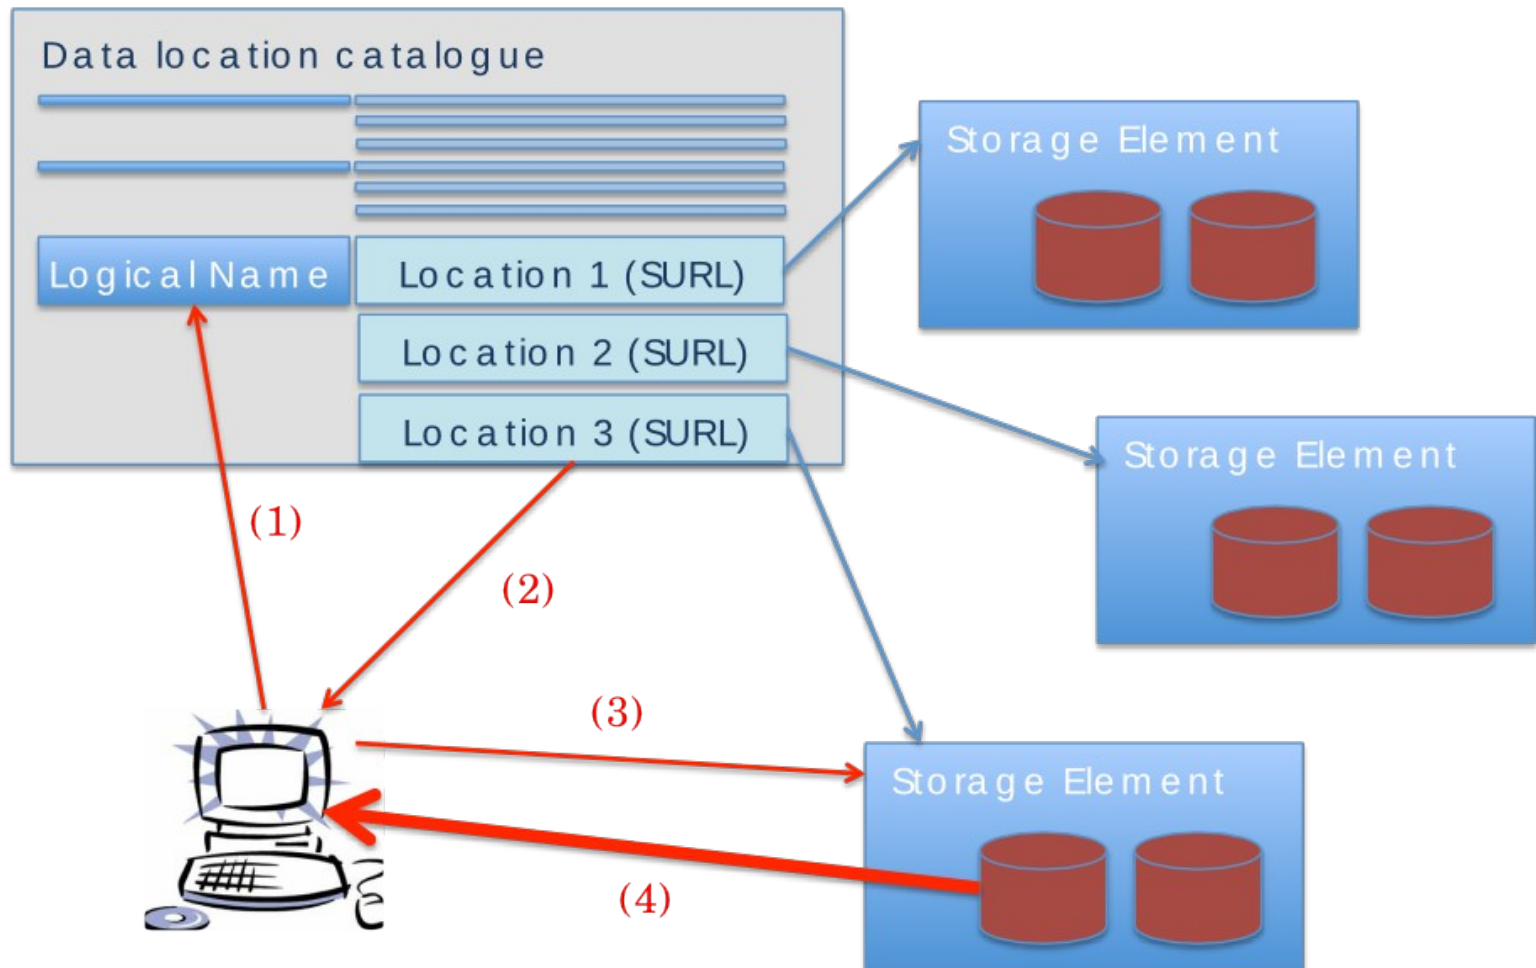 Data location catalogue
Storage Element
Logical Name
Location 1 (SURL)
Location 2 (SURL)
Location 3 (SURL)
Storage Element
(1)
(2)
(3)
Storage Element
(4)